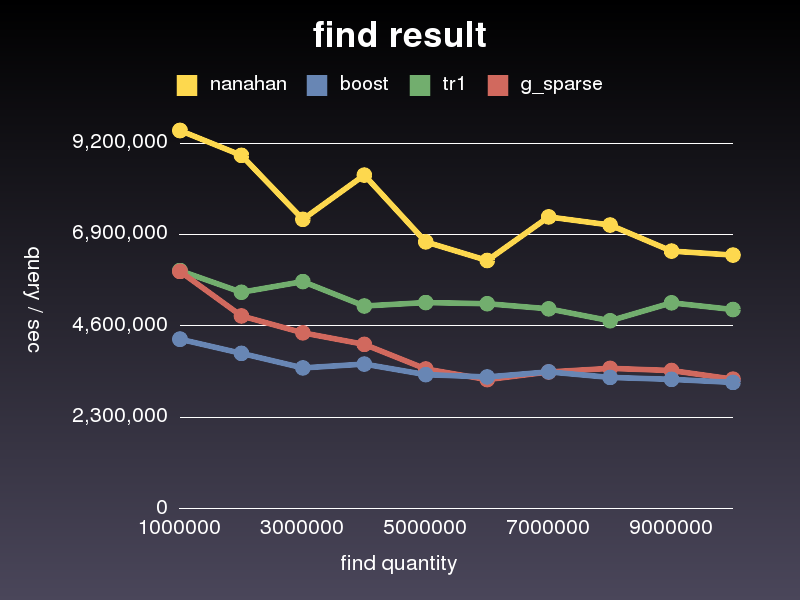 find result
nanahan boost tr1 g_sparse
9,200,000
6,900,000
4,600,000
2,300,000
0
query / sec
1000000 3000000 5000000 7000000 9000000
find quantity